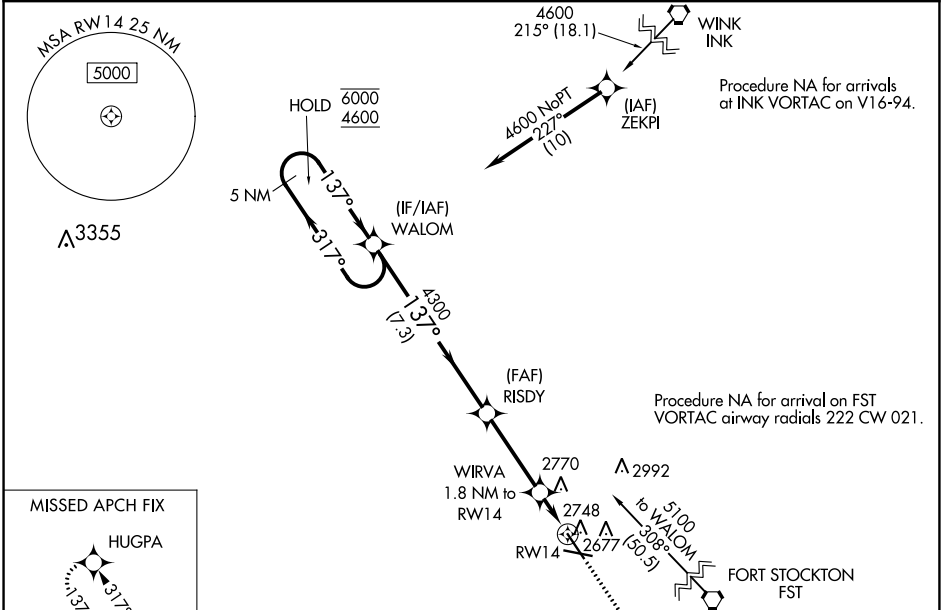 MSA RW14 25 NM
5000
3355
4600
215° (18.1)
WINK
INK
Procedure NA for arrivals
at INK VORTAC on V16-94.
(IAF)
ZEKPI
4600 NoPT
227°
(10)
HOLD
6000
4600
5 NM
137°
317°
(IF/IAF)
WALOM
4300
137°
(7.3)
(FAF)
RISDY
Procedure NA for arrival on FST
VORTAC airway radials 222 CW 021.
WIRVA
1.8 NM to
RW14
2770
2992
2748
2677
RW14
5100
to WALOM
308°
(50.5)
FORT STOCKTON
FST
MISSED APCH FIX
HUGPA
137
317°